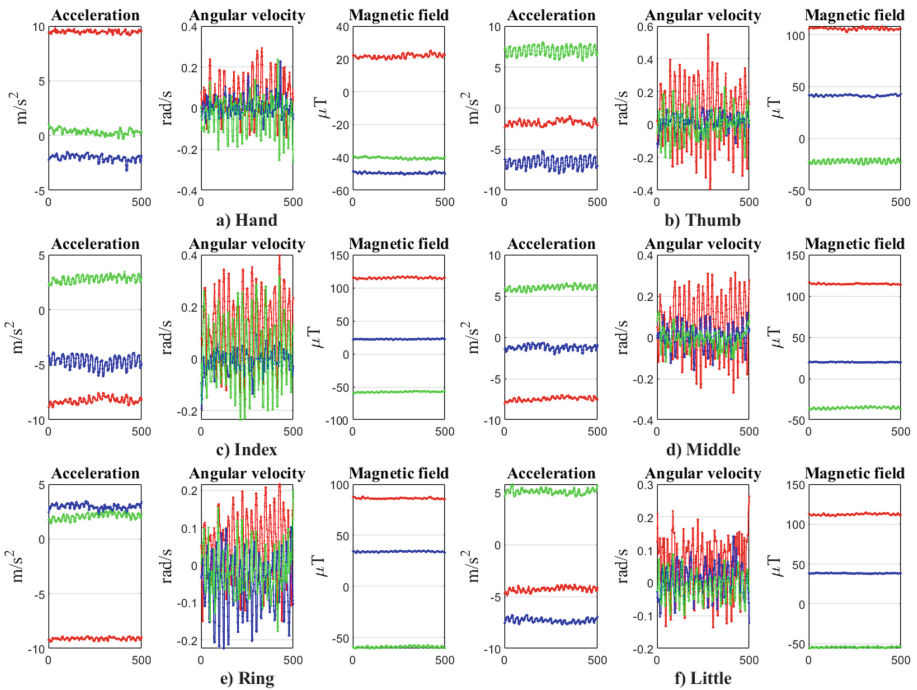 Acceleration Angular velocity Magnetic field Acceleration Angular velocity Magnetic field
10 0.4 40 10 0.6 100
5 0.2 20 5 0.4 50
0 0 0 0 0.2 0
-5 -0.2 -20 -5 0 -50
-0.4 -40 -10 -0.2
-60 -0.4
m/s² rad/s μT m/s² rad/s μT
0 500 0 500 0 500 0 500 0 500 0 500
a) Hand b) Thumb
Acceleration Angular velocity Magnetic field Acceleration Angular velocity Magnetic field
5 0.4 150 10 0.4 150
0 0.2 100 5 0.2 100
-5 0 50 0 0 50
-10 -0.2 0 -5 -0.2 0
-50 -10 -0.4 -50
-100
m/s² rad/s μT m/s² rad/s μT
0 500 0 500 0 500 0 500 0 500 0 500
c) Index d) Middle
Acceleration Angular velocity Magnetic field Acceleration Angular velocity Magnetic field
5 0.2 100 5 0.3 150
0 0.1 50 0 0.2 100
-5 0 0 -5 0.1 50
-10 -0.1 -50 -10 0 0
-0.2 -0.1 -50
-0.2
m/s² rad/s μT m/s² rad/s μT
0 500 0 500 0 500 0 500 0 500 0 500
e) Ring f) Little